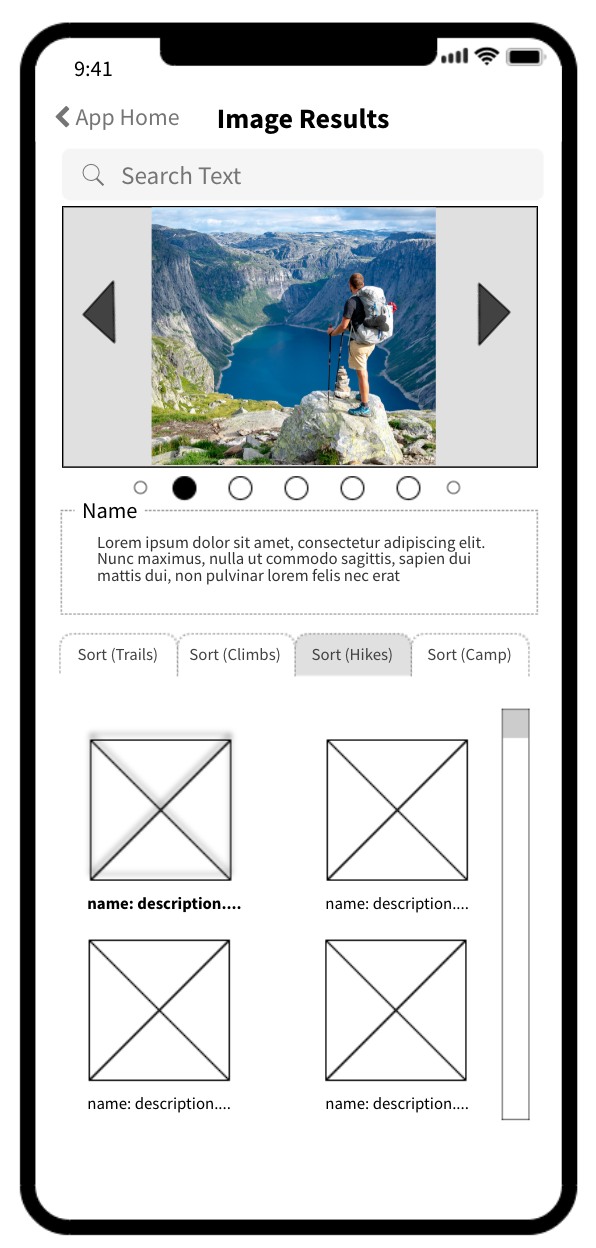 9:41
App Home
Image Results
Search Text
Name
Lorem ipsum dolor sit amet, consectetur adipiscing elit.
Nunc maximus, nulla ut commodo sagittis, sapien dui
mattis dui, non pulvinar lorem felis nec erat
Sort (Trails) Sort (Climbs) Sort (Hikes) Sort (Camp)
name: description.... name: description....
name: description.... name: description....